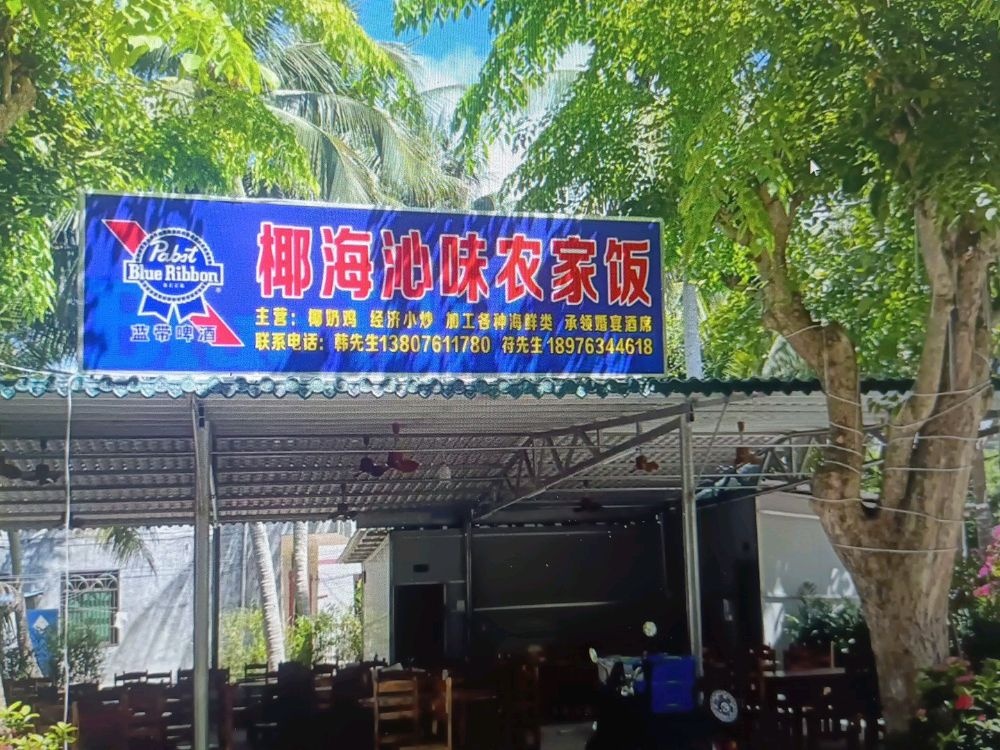 Pabst
Blue Ribbon
蓝带啤酒
椰海沁味农家饭
主营：椰奶鸡 经济小炒 加工各种海鲜类 承领婚宴酒席
联系电话：韩先生13807611780 符先生18976344618